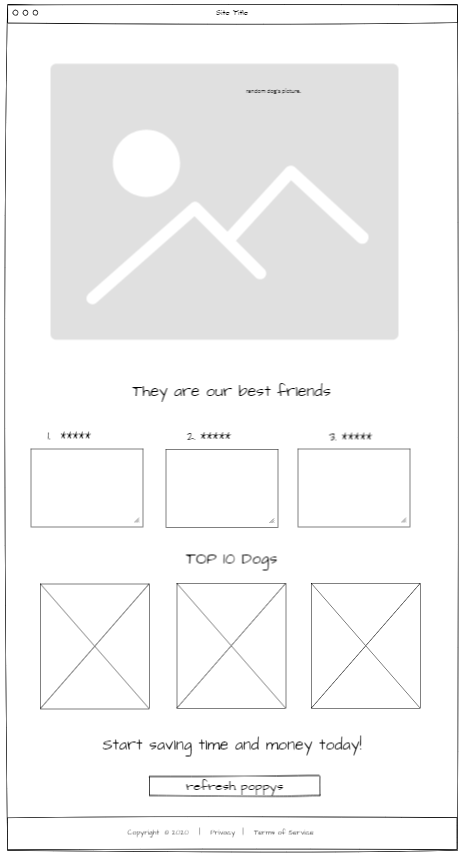 Site Title
random dog's picture.
They are our best friends
1. ***** 2. ***** 3. *****
TOP 10 Dogs
Start saving time and money today!
refresh poppys
Copyright © 2020 | Privacy | Terms of Service